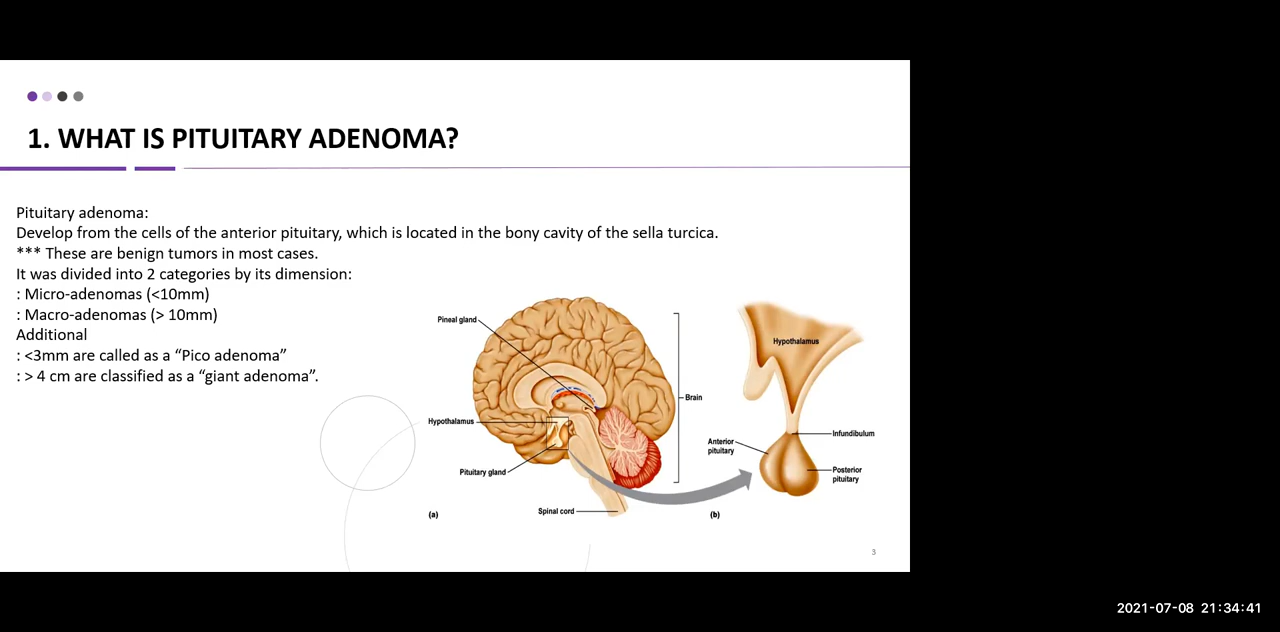 1. WHAT IS PITUITARY ADENOMA?
Pituitary adenoma:
Develop from the cells of the anterior pituitary, which is located in the bony cavity of the sella turcica.
*** These are benign tumors in most cases.
It was divided into 2 categories by its dimension:
: Micro-adenomas (<10mm)
: Macro-adenomas (> 10mm)
Additional
: <3mm are called as a “Pico adenoma”
: > 4 cm are classified as a “giant adenoma”.
Pineal gland
Hypothalamus
Pituitary gland
Spinal cord
Brain
(a)
Hypothalamus
Infundibulum
Anterior
pituitary
Posterior
pituitary
(b)
3
2021-07-08 21:34:41